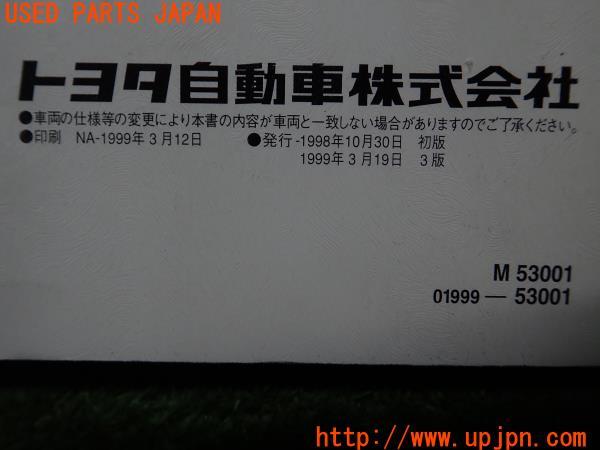 USED PARTS JAPAN
トヨタ自動車株式会社
●車両の仕様等の変更により本書の内容が車両と一致しない場合がありますのでご了承ください。
●印刷 NA-1999年3月12日 ●発行-1998年10月30日 初版
1999年3月19日 3版
M 53001
01999 — 53001
http://www.upjpn.com/